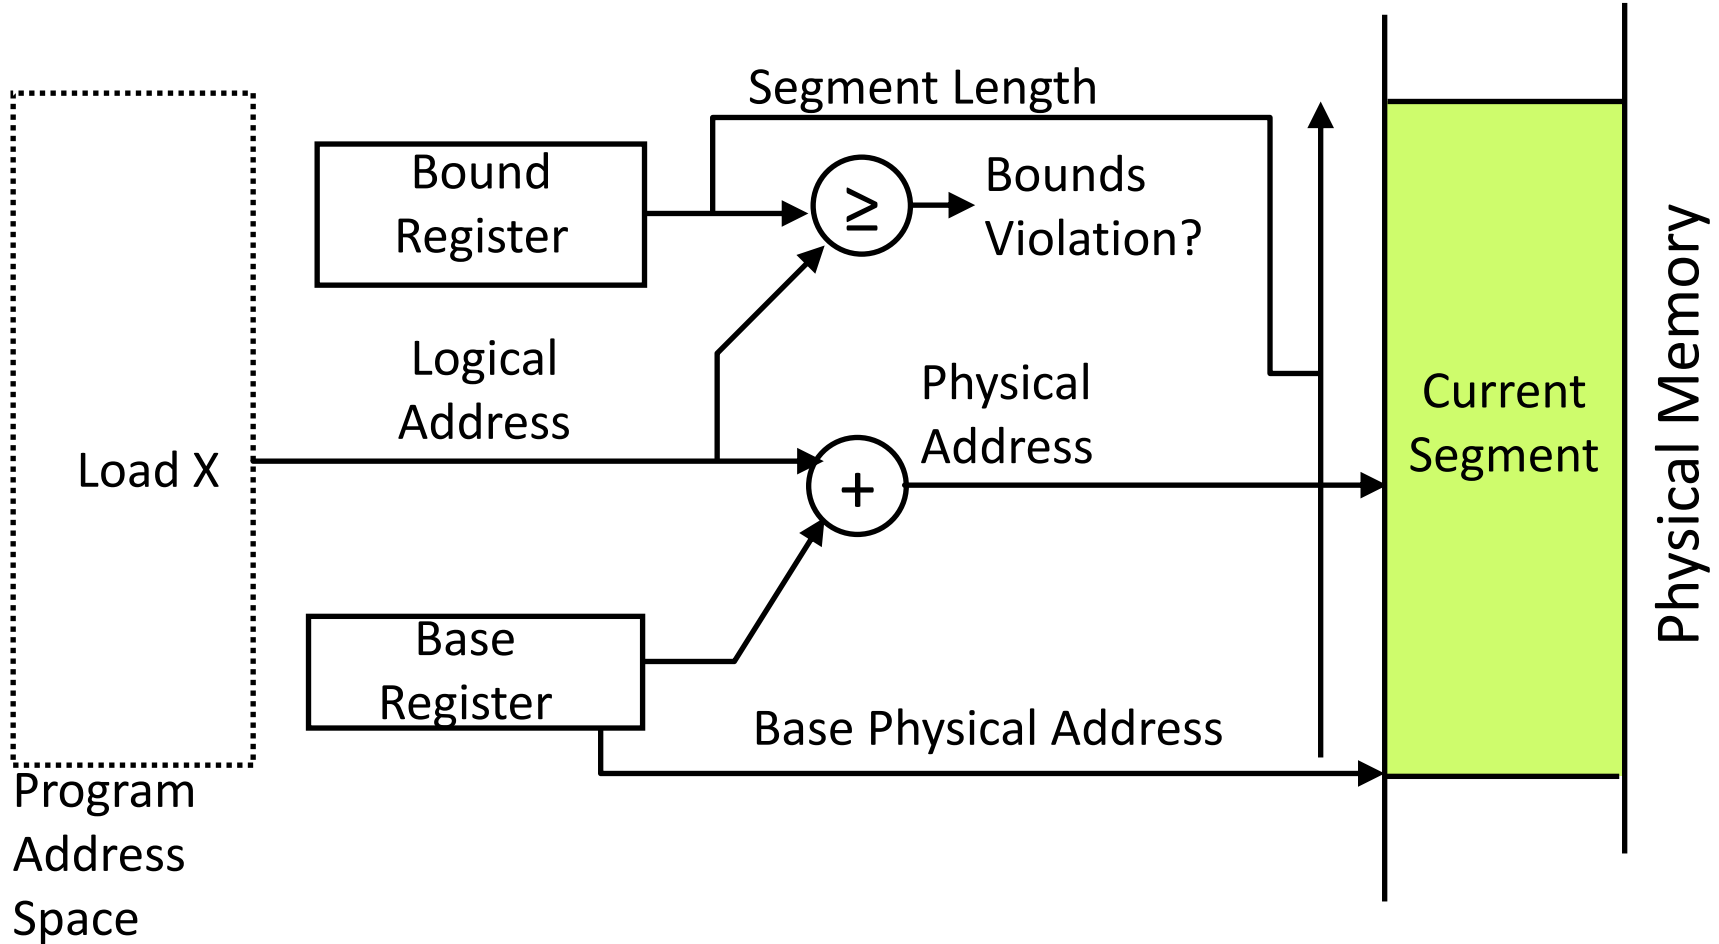 Segment Length
Bound
Register
≥
Bounds
Violation?
Logical
Address
Physical
Address
Load X
+
Current
Segment
Physical Memory
Base
Register
Base Physical Address
Program
Address
Space